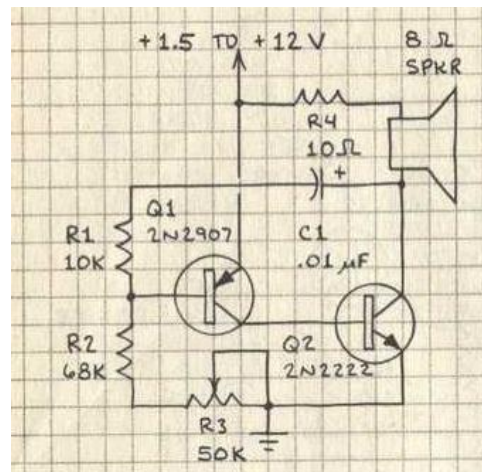 +1.5 TO +12 V
8 Ω
SPKR
R4
10Ω
+
Q1
2N2907
R1
10K
C1
.01 µF
R2
68K
Q2
2N2222
R3
50K